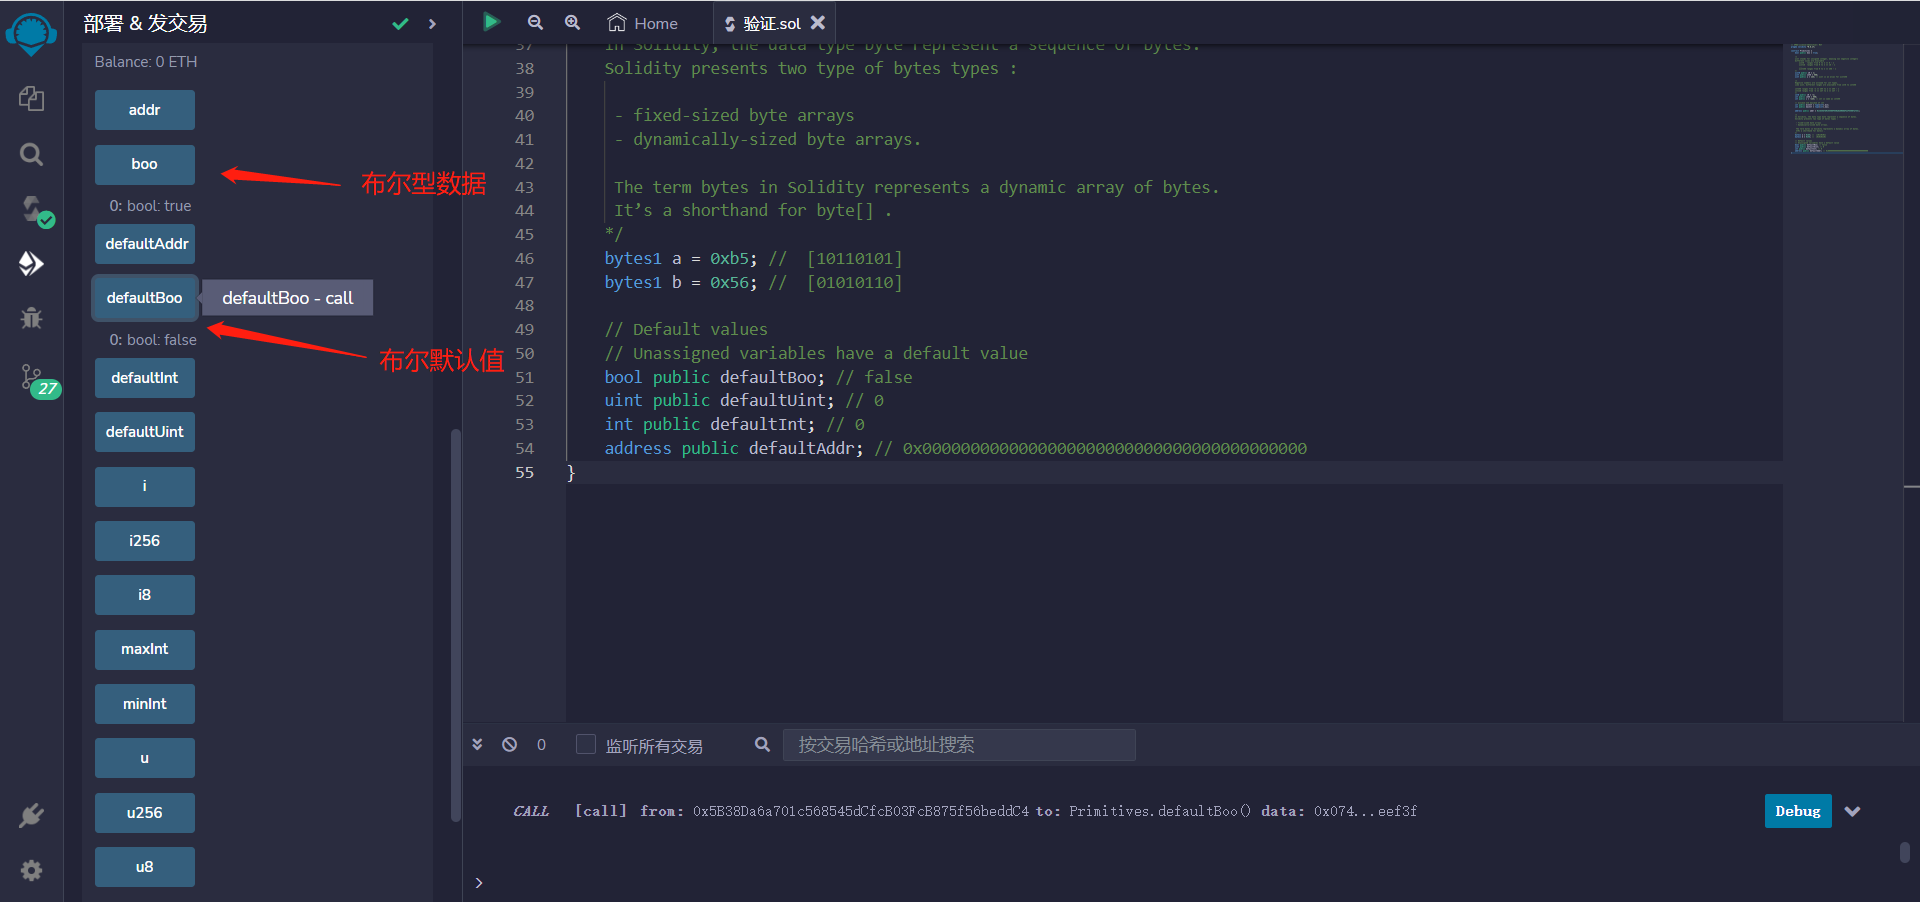 部署 & 发交易
Balance: 0 ETH
addr
boo
0: bool: true
defaultAddr
defaultBoo
defaultBoo - call
0: bool: false
defaultInt
defaultUint
i
i256
i8
maxInt
minInt
u
u256
u8
27
布尔型数据
布尔默认值
Home
验证.sol
37 In Solidity, the data type byte represent a sequence of bytes.
38 Solidity presents two type of bytes types :
39
40 - fixed-sized byte arrays
41 - dynamically-sized byte arrays.
42
43 The term bytes in Solidity represents a dynamic array of bytes.
44 It’s a shorthand for byte[] .
45 */
46 bytes1 a = 0xb5; //  [10110101]
47 bytes1 b = 0x56; //  [01010110]
48
49 // Default values
50 // Unassigned variables have a default value
51 bool public defaultBoo; // false
52 uint public defaultUint; // 0
53 int public defaultInt; // 0
54 address public defaultAddr; // 0x0000000000000000000000000000000000000000
55 }
0 监听所有交易 按交易哈希或地址搜索
CALL [call] from: 0x5B38Da6a701c568545dCfcB03FcB875f56beddC4 to: Primitives.defaultBoo() data: 0x074...eef3f
Debug
>